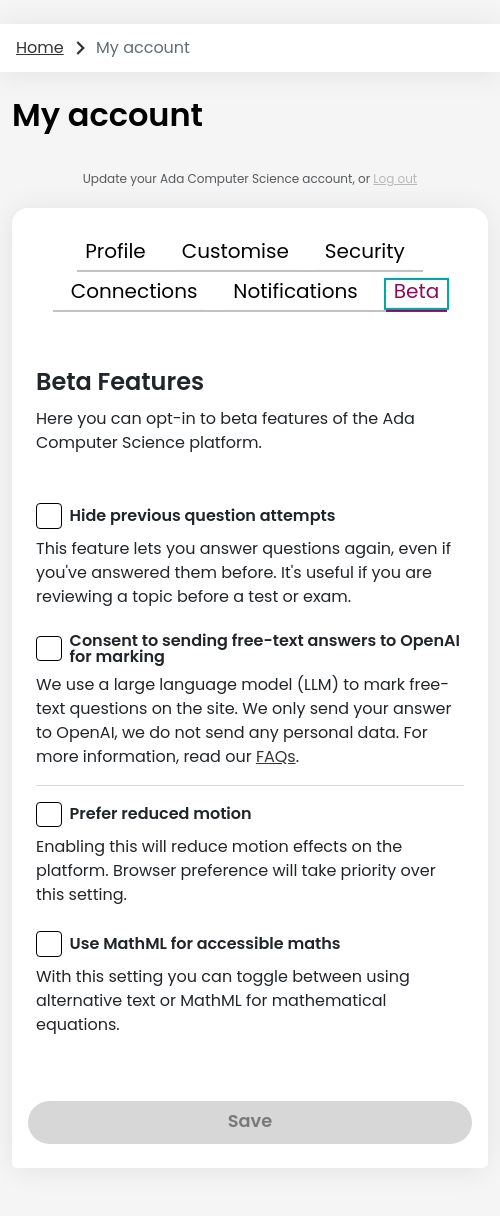 Home My account
My account
Update your Ada Computer Science account, or Log out
Profile Customise Security
Connections Notifications Beta
Beta Features
Here you can opt-in to beta features of the Ada
Computer Science platform.
Hide previous question attempts
This feature lets you answer questions again, even if
you've answered them before. It's useful if you are
reviewing a topic before a test or exam.
Consent to sending free-text answers to OpenAI
for marking
We use a large language model (LLM) to mark free-
text questions on the site. We only send your answer
to OpenAI, we do not send any personal data. For
more information, read our FAQs.
Prefer reduced motion
Enabling this will reduce motion effects on the
platform. Browser preference will take priority over
this setting.
Use MathML for accessible maths
With this setting you can toggle between using
alternative text or MathML for mathematical
equations.
Save